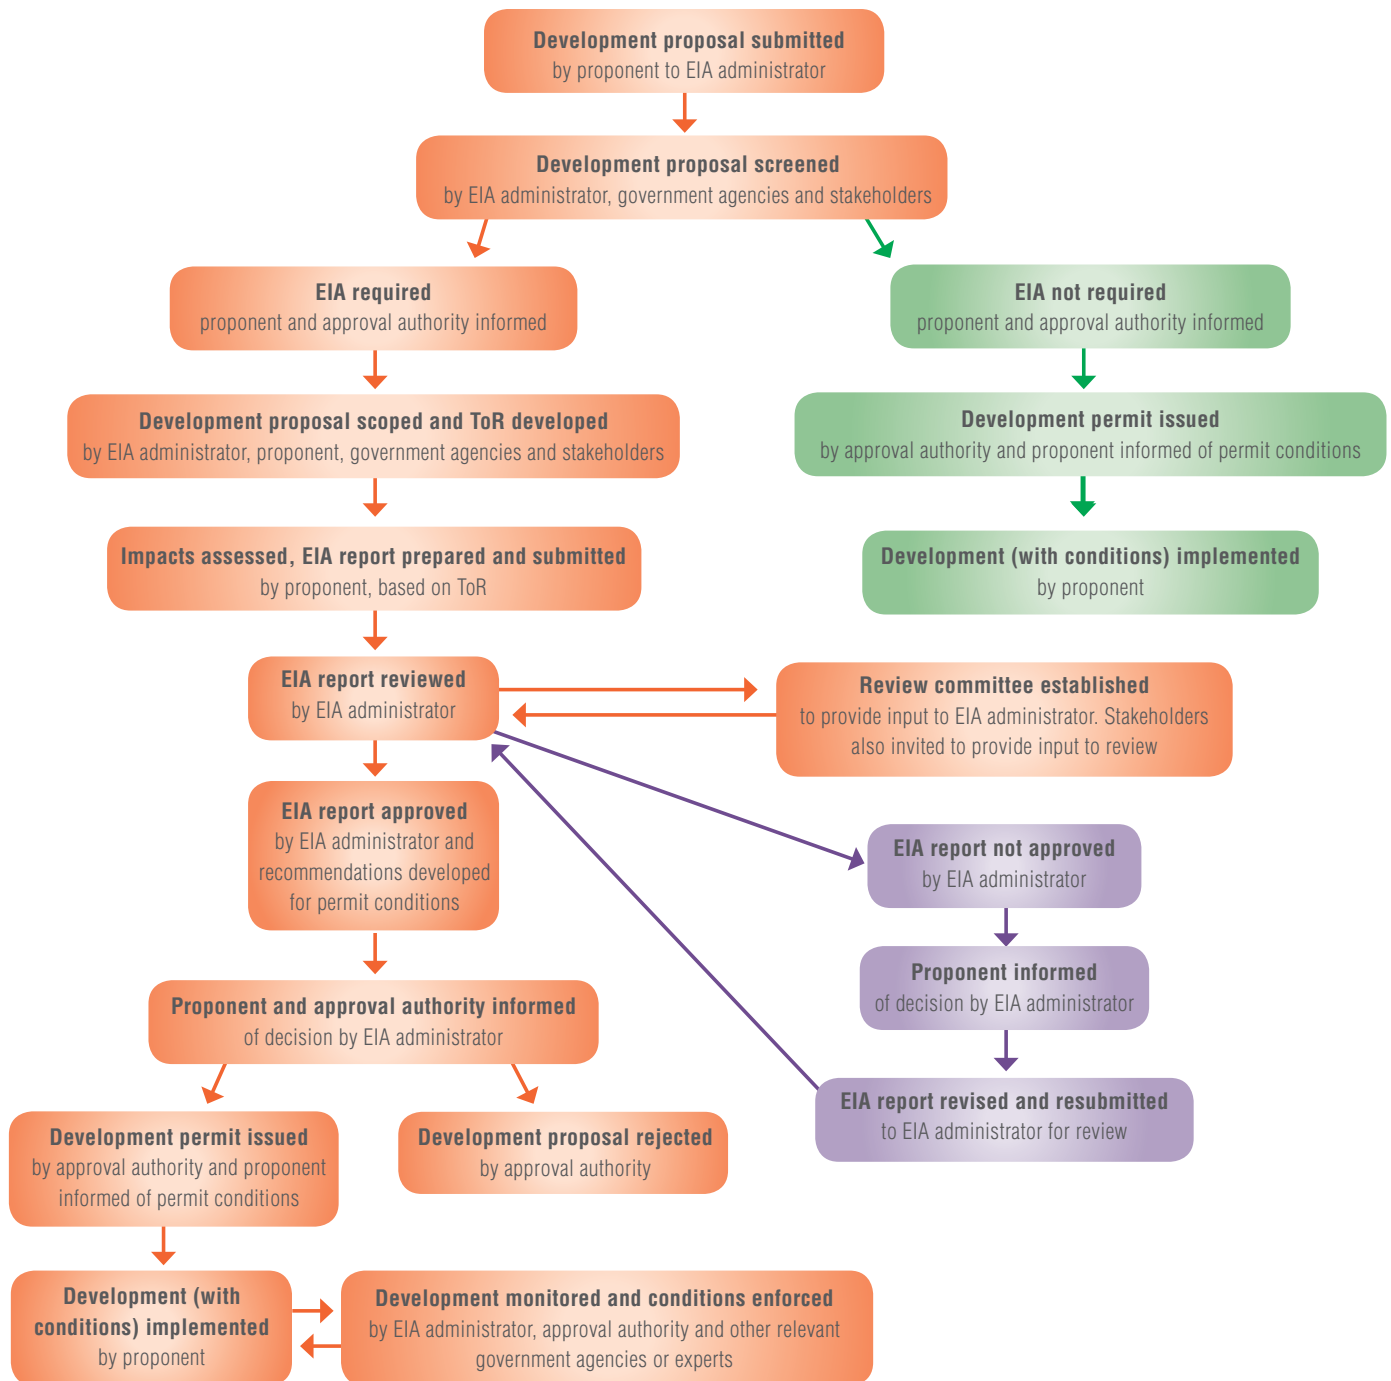 Development proposal submitted
by proponent to EIA administrator
Development proposal screened
by EIA administrator, government agencies and stakeholders
EIA required
proponent and approval authority informed
EIA not required
proponent and approval authority informed
Development proposal scoped and ToR developed
by EIA administrator, proponent, government agencies and stakeholders
Development permit issued
by approval authority and proponent informed of permit conditions
Impacts assessed, EIA report prepared and submitted
by proponent, based on ToR
Development (with conditions) implemented
by proponent
EIA report reviewed
by EIA administrator
Review committee established
to provide input to EIA administrator. Stakeholders
also invited to provide input to review
EIA report approved
by EIA administrator and
recommendations developed
for permit conditions
EIA report not approved
by EIA administrator
Proponent informed
of decision by EIA administrator
Proponent and approval authority informed
of decision by EIA administrator
EIA report revised and resubmitted
to EIA administrator for review
Development permit issued
by approval authority and proponent
informed of permit conditions
Development proposal rejected
by approval authority
Development (with
conditions) implemented
by proponent
Development monitored and conditions enforced
by EIA administrator, approval authority and other relevant
government agencies or experts